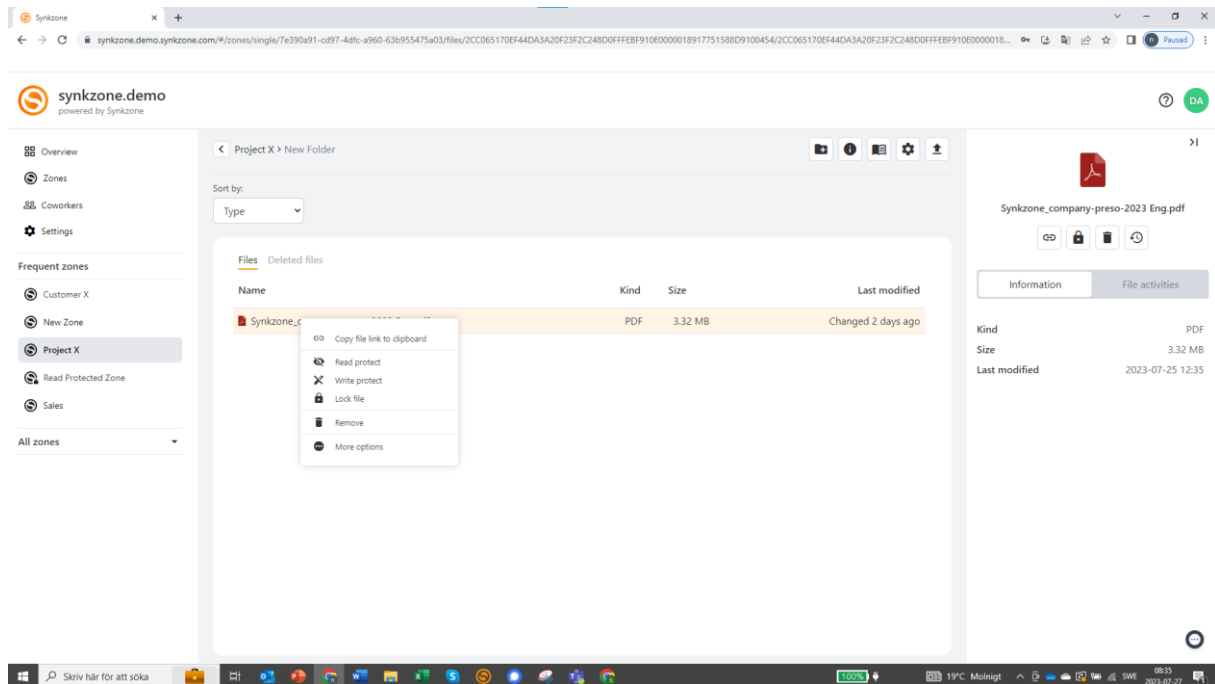 Synkzone
synkzone.demo.synkzone.com/#/zones/single/7e390a91-cd97-4dfc-a960-63b955475a03/files/2CC065170EF44DA3A20F23F2C248D0FFFEBF910E0000018917751588D9100454/2CC065170EF44DA3A20F23F2C248D0FFFEBF910E0000018...
Paused
synkzone.demo
powered by Synkzone
DA
Overview
Zones
Coworkers
Settings
Frequent zones
Customer X
New Zone
Project X
Read Protected Zone
Sales
All zones
Project X > New Folder
Sort by:
Type
Files Deleted files
Name Kind Size Last modified
PDF 3.32 MB Changed 2 days ago
Copy file link to clipboard
Read protect
Write protect
Lock file
Remove
More options
Synkzone_company-preso-2023 Eng.pdf
Information File activities
Kind PDF
Size 3.32 MB
Last modified 2023-07-25 12:35
Skriv här för att söka
100%
19°C Molnigt
SWE
08:35
2023-07-27